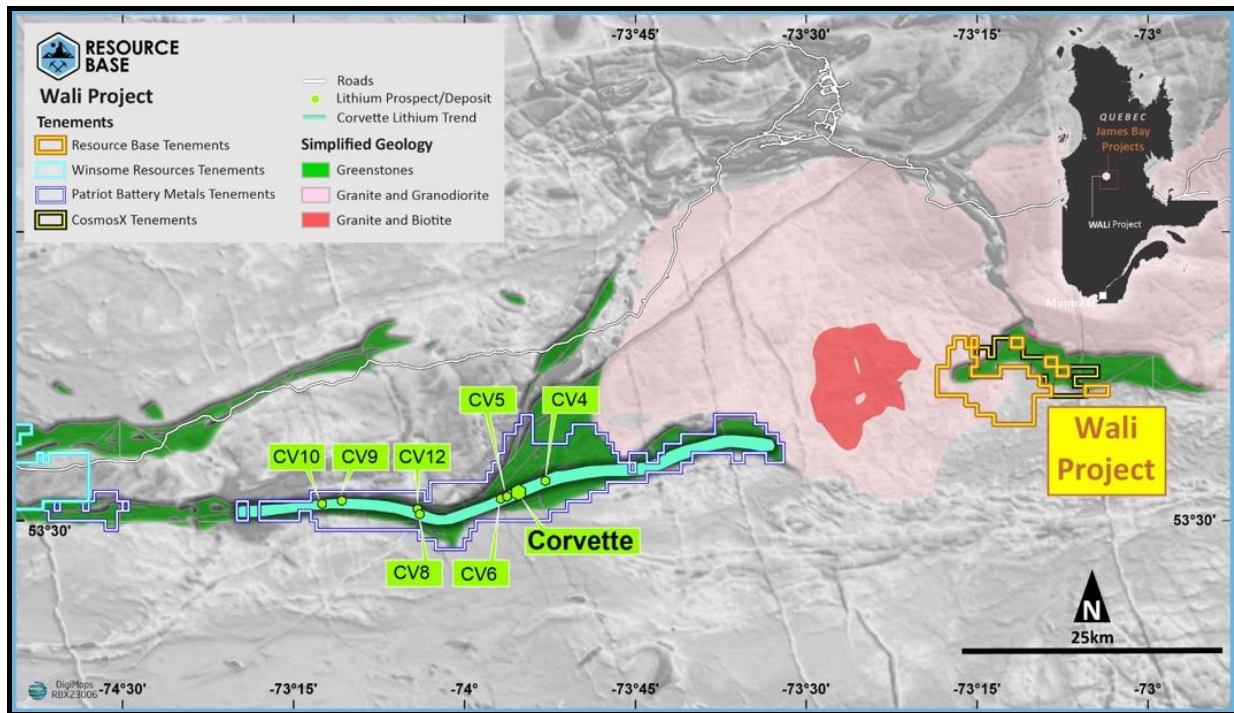 -73°45'
-73°30
-73°15
-73°
RESOURCE
BASE
Wali Project
Tenements
Resource Base Tenements
Winsome Resources Tenements
Patriot Battery Metals Tenements
CosmosX Tenements
Roads
Lithium Prospect/Deposit
Corvette Lithium Trend
Simplified Geology
Greenstones
Granite and Granodiorite
Granite and Biotite
QUEBEC
James Bay
Projects
WALi Project
Montreal
CV5
CV4
CV10
CV9
CV12
Wali
Project
53°30'
53°30'
Corvette
CV8
CV6
N
25km
DigiMaps
RBX23006
-74°30
-73°15
-74°
-73°45
-73°30
-73°15
-73°